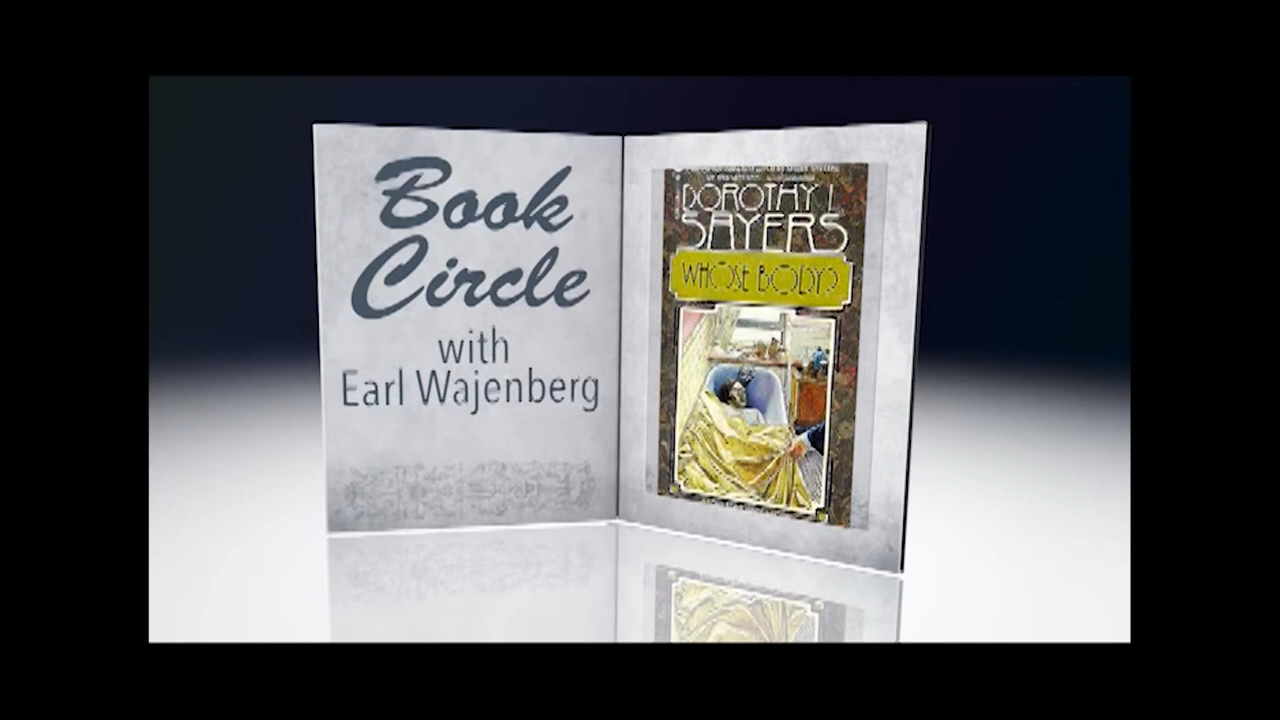 Book
Circle
with
Earl Wajenberg
DOROTHY L
SAYERS
WHOSE BODY?